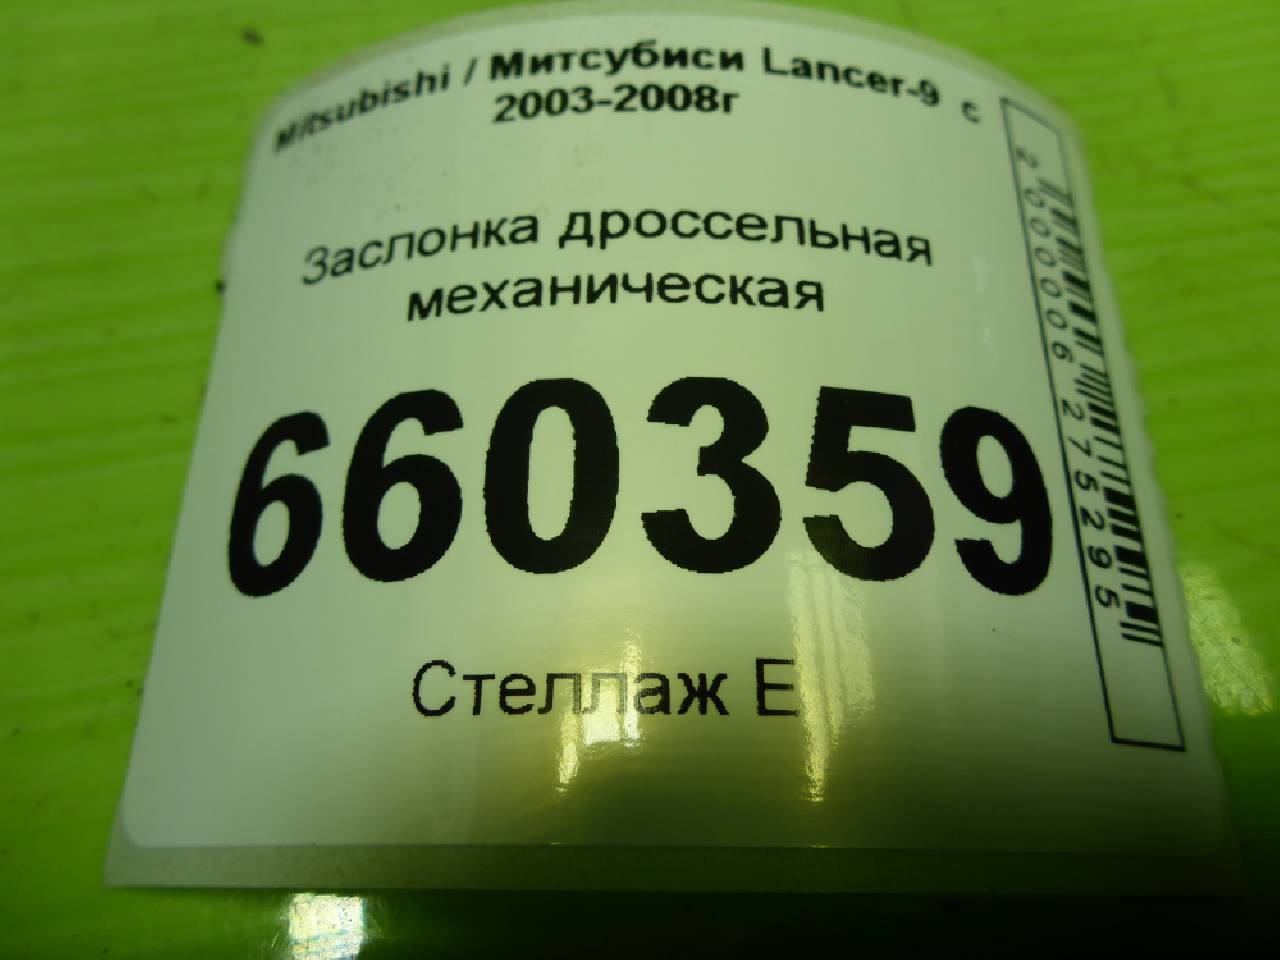 Mitsubishi / Митсубиси Lancer-9 с
2003-2008г
Заслонка дроссельная
механическая
660359
Стеллаж Е
2000006275295